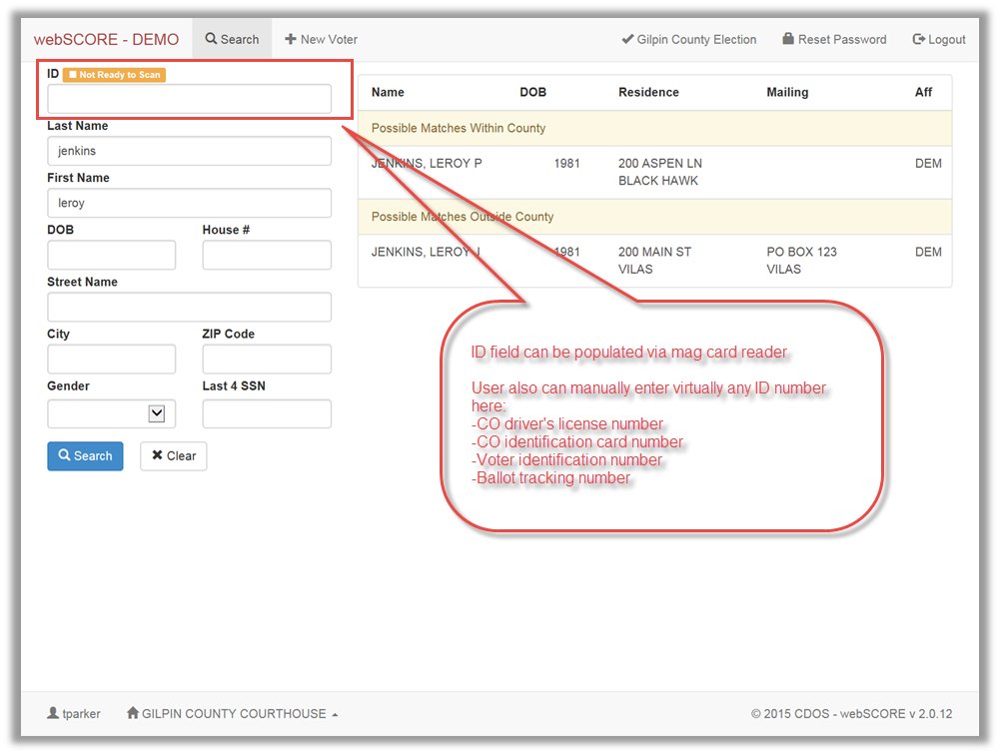 webSCORE - DEMO Search New Voter Gilpin County Election Reset Password Logout
ID Not Ready to Scan
Last Name
jenkins
First Name
leroy
DOB House #
Street Name
City ZIP Code
Gender Last 4 SSN
Search Clear
Name DOB Residence Mailing Aff
Possible Matches Within County
JENKINS, LEROY P 1981 200 ASPEN LN DEM
BLACK HAWK
Possible Matches Outside County
JENKINS, LEROY J 1981 200 MAIN ST PO BOX 123 DEM
VILAS VILAS
ID field can be populated via mag card reader
User also can manually enter virtually any ID number
here:
-CO driver's license number
-CO identification card number
-Voter identification number
-Ballot tracking number
tparker GILPIN COUNTY COURTHOUSE © 2015 CDOS - webSCORE v 2.0.12